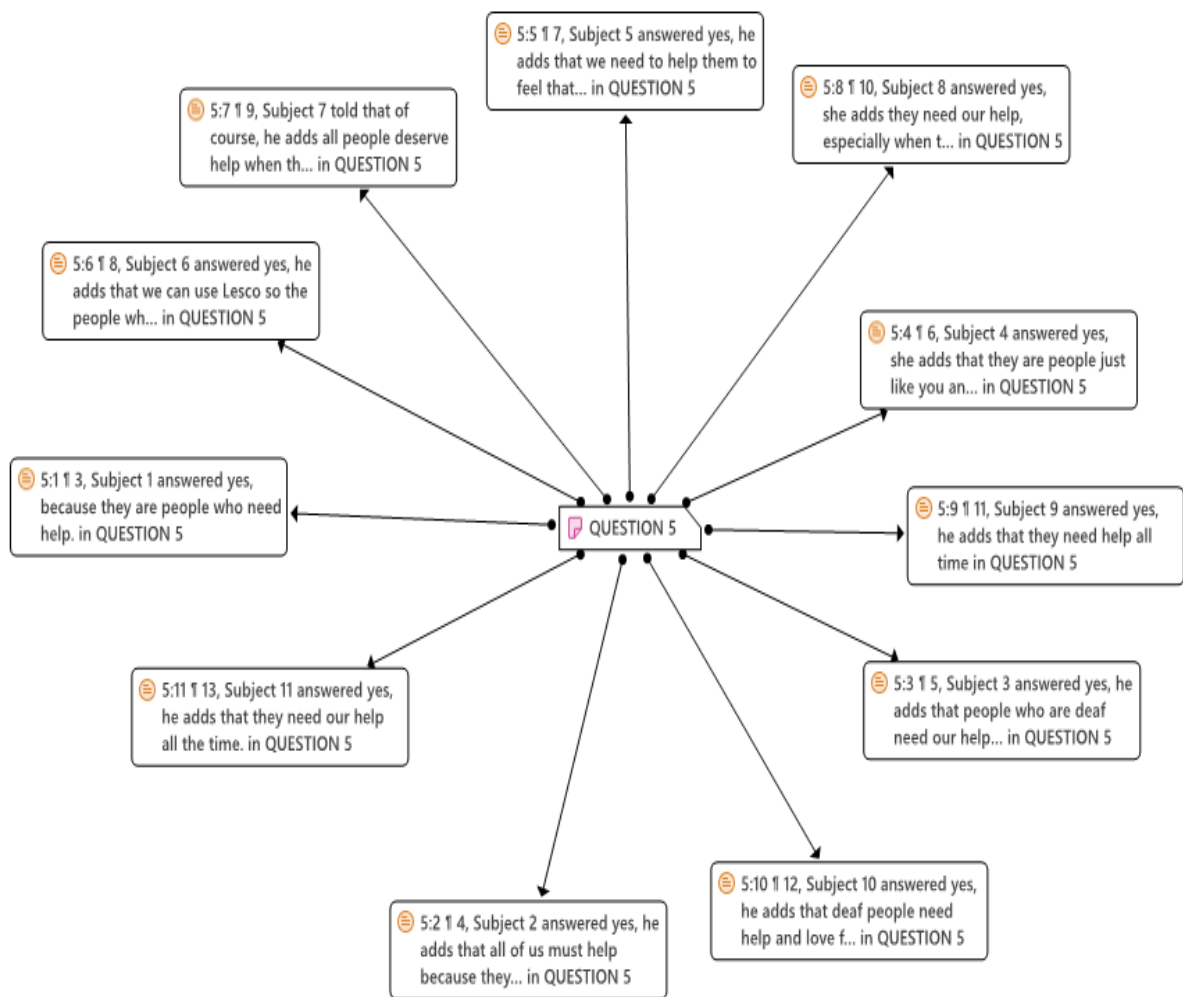 5:5 ¶ 7, Subject 5 answered yes, he
adds that we need to help them to
feel that... in QUESTION 5
5:8 ¶ 10, Subject 8 answered yes,
she adds they need our help,
especially when t... in QUESTION 5
5:7 ¶ 9, Subject 7 told that of
course, he adds all people deserve
help when th... in QUESTION 5
5:6 ¶ 8, Subject 6 answered yes, he
adds that we can use Lesco so the
people wh... in QUESTION 5
5:4 ¶ 6, Subject 4 answered yes,
she adds that they are people just
like you an... in QUESTION 5
5:1 ¶ 3, Subject 1 answered yes,
because they are people who need
help. in QUESTION 5
QUESTION 5
5:9 ¶ 11, Subject 9 answered yes,
he adds that they need help all
time in QUESTION 5
5:11 ¶ 13, Subject 11 answered yes,
he adds that they need our help
all the time. in QUESTION 5
5:3 ¶ 5, Subject 3 answered yes, he
adds that people who are deaf
need our help... in QUESTION 5
5:2 ¶ 4, Subject 2 answered yes, he
adds that all of us must help
because they... in QUESTION 5
5:10 ¶ 12, Subject 10 answered yes,
he adds that deaf people need
help and love f... in QUESTION 5